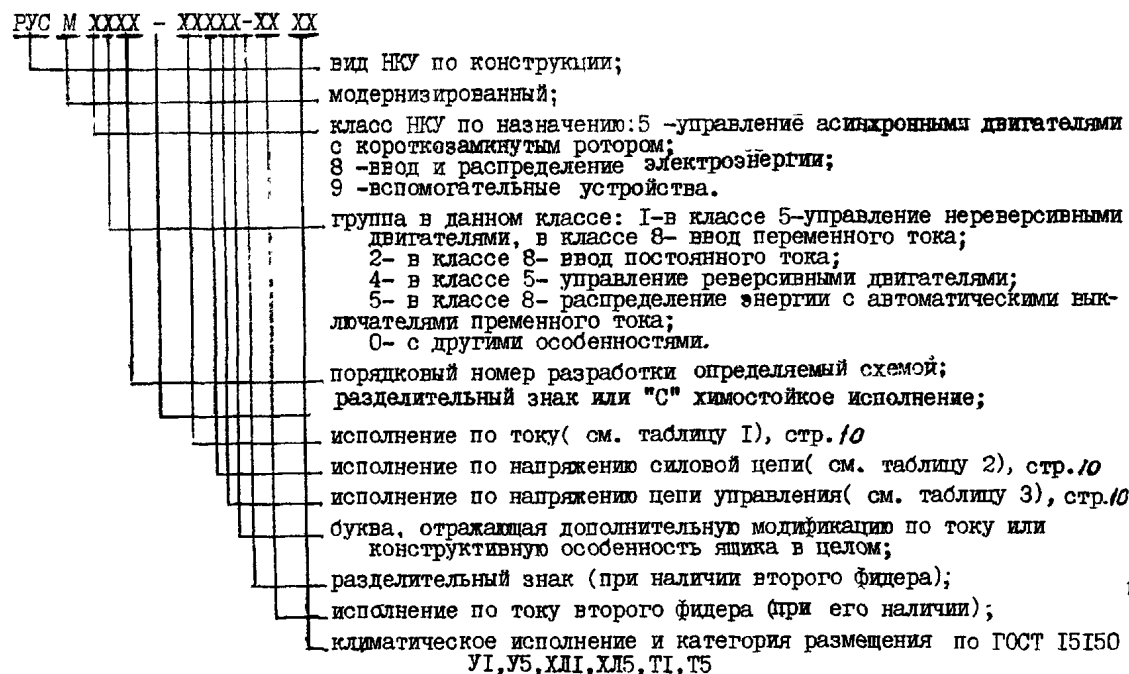 РУС М XXXX - XXXXX-XX XX
вид НКУ по конструкции;
модернизированный;
класс НКУ по назначению:5 -управление асинхронными двигателями
с короткозамкнутым ротором;
8 -ввод и распределение электроэнергии;
9 -вспомогательные устройства.
группа в данном классе: I-в классе 5-управление нереверсивными
двигателями, в классе 8- ввод переменного тока;
2- в классе 8- ввод постоянного тока;
4- в классе 5- управление реверсивными двигателями;
5- в классе 8- распределение энергии с автоматическими вык-
лючателями пременного тока;
0- с другими особенностями.
порядковый номер разработки определяемый схемой;
разделительный знак или "С" химостойкое исполнение;
исполнение по току( см. таблицу I), стр.10
исполнение по напряжению силовой цепи( см. таблицу 2), стр.10
исполнение по напряжению цепи управления( см. таблицу 3), стр.10
буква, отражающая дополнительную модификацию по току или
конструктивную особенность ящика в целом;
разделительный знак (при наличии второго фидера);
исполнение по току второго фидера (при его наличии);
климатическое исполнение и категория размещения по ГОСТ I5I50
УI,У5,ХЛI,ХЛ5,ТI,Т5